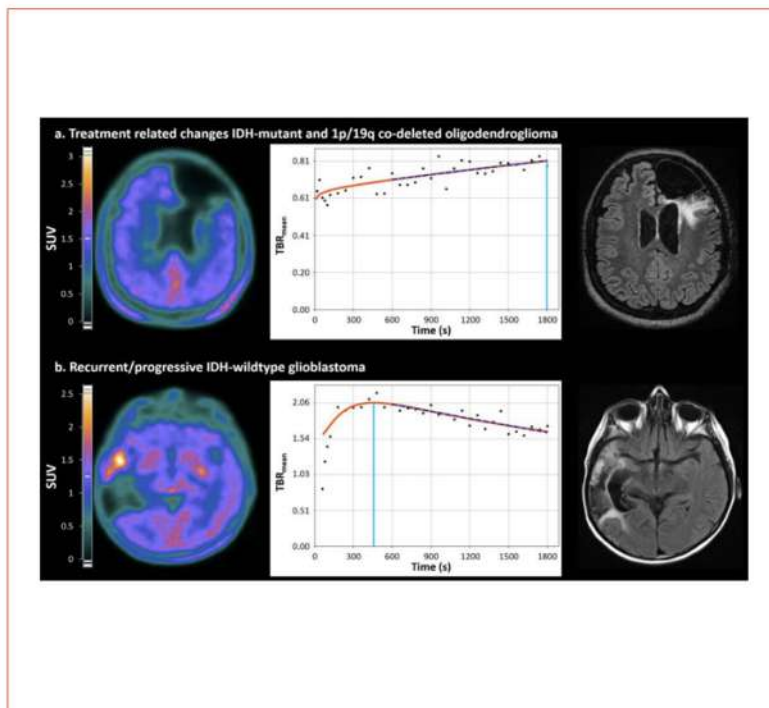 a. Treatment related changes IDH-mutant and 1p/19q co-deleted oligodendroglioma
SUV
3
2.5
2
1.5
1
0.5
0
TBRmean
0.81
0.61
0.41
0.20
0.00
0 300 600 900 1200 1500 1800
Time (s)
b. Recurrent/progressive IDH-wildtype glioblastoma
SUV
2.5
2
1.5
1
0.5
0
TBRmean
2.06
1.54
1.03
0.51
0.00
0 300 600 900 1200 1500 1800
Time (s)